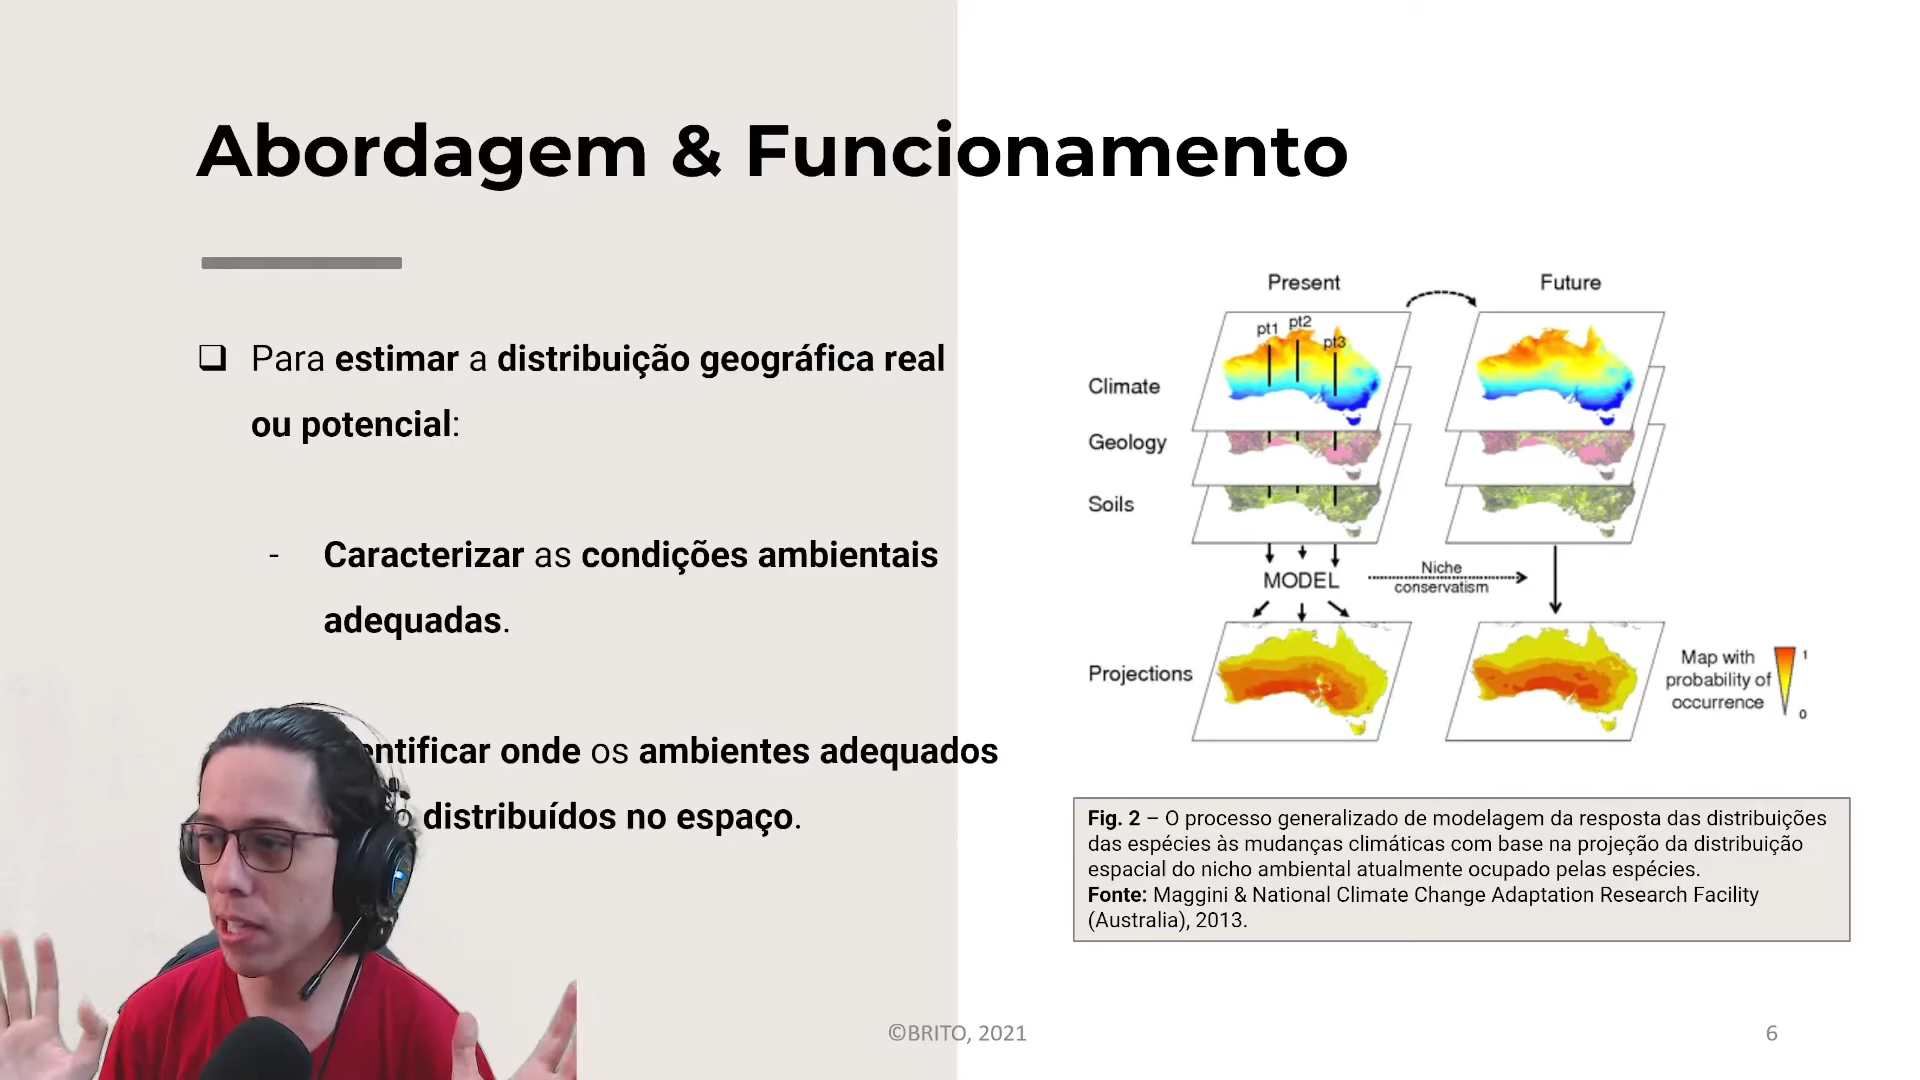 Abordagem & Funcionamento
❑ Para estimar a distribuição geográfica real
ou potencial:
- Caracterizar as condições ambientais
adequadas.
entificar onde os ambientes adequados
distribuídos no espaço.
Present
Future
pt1 pt2
pt3
Climate
Geology
Soils
MODEL
Niche
conservatism
Projections
Map with
probability of
occurrence
1
0
Fig. 2 – O processo generalizado de modelagem da resposta das distribuições
das espécies às mudanças climáticas com base na projeção da distribuição
espacial do nicho ambiental atualmente ocupado pelas espécies.
Fonte: Maggini & National Climate Change Adaptation Research Facility
(Australia), 2013.
©BRITO, 2021
6